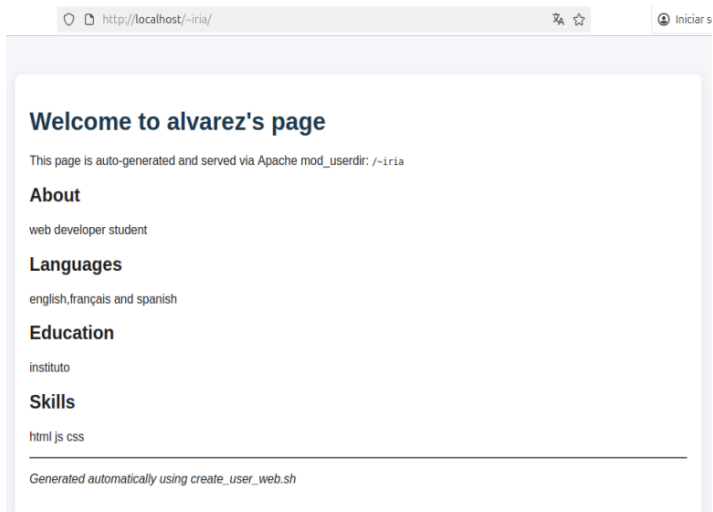 http://localhost/~iria/
Iniciar s
Welcome to alvarez's page
This page is auto-generated and served via Apache mod_userdir: /~iria
About
web developer student
Languages
english,français and spanish
Education
instituto
Skills
html js css
Generated automatically using create_user_web.sh